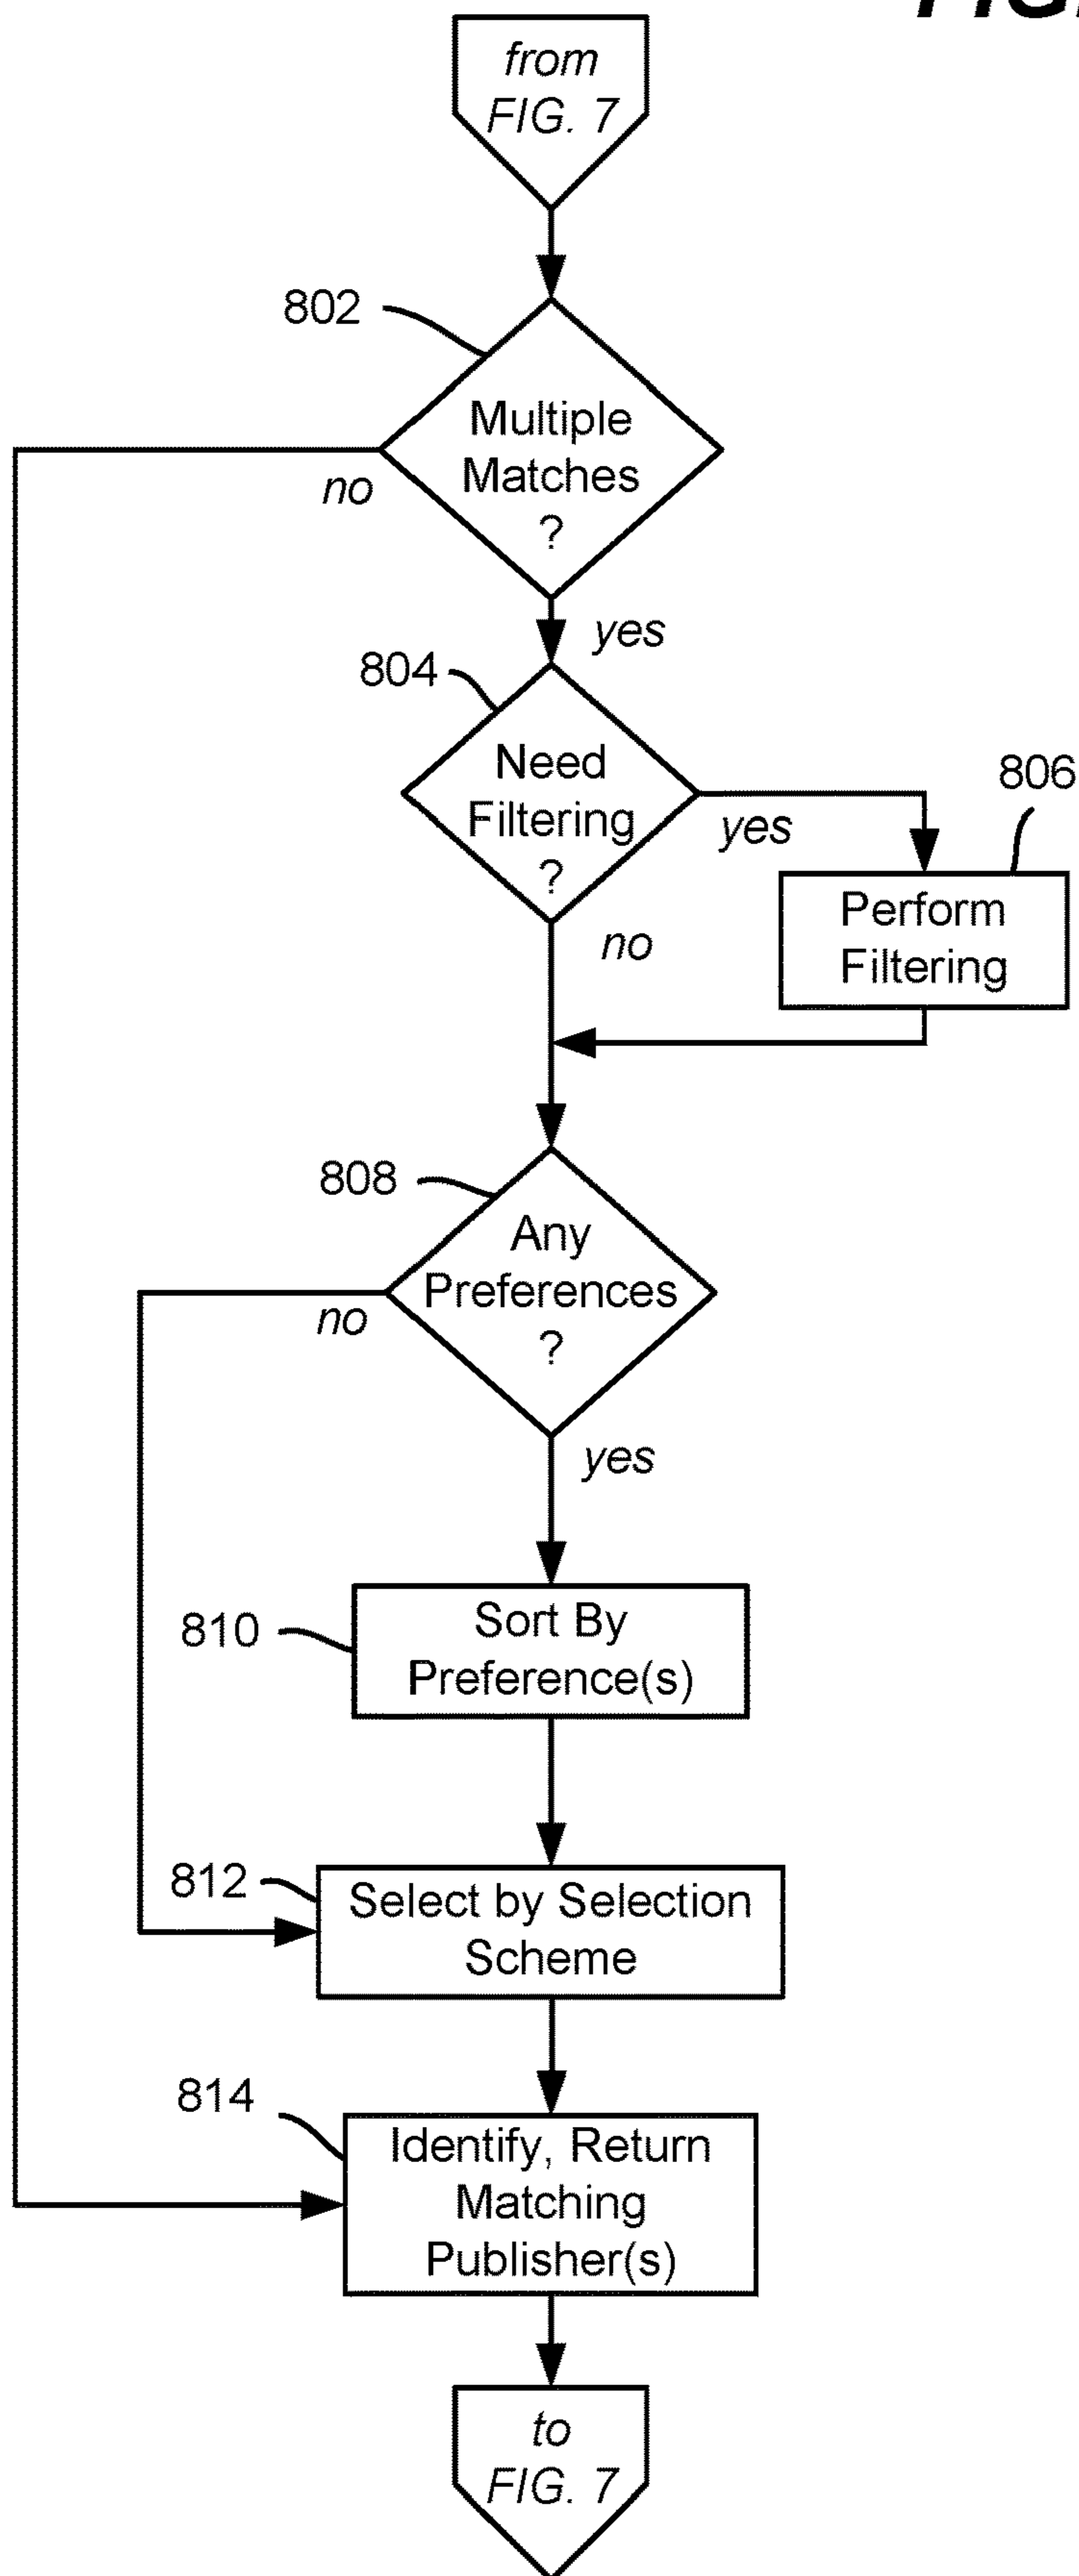 FIG.
from
FIG. 7
802
Multiple
Matches
?
no
yes
804
Need
Filtering
?
yes
806
Perform
Filtering
no
808
Any
Preferences
?
no
yes
810
Sort By
Preference(s)
812
Select by Selection
Scheme
814
Identify, Return
Matching
Publisher(s)
to
FIG. 7